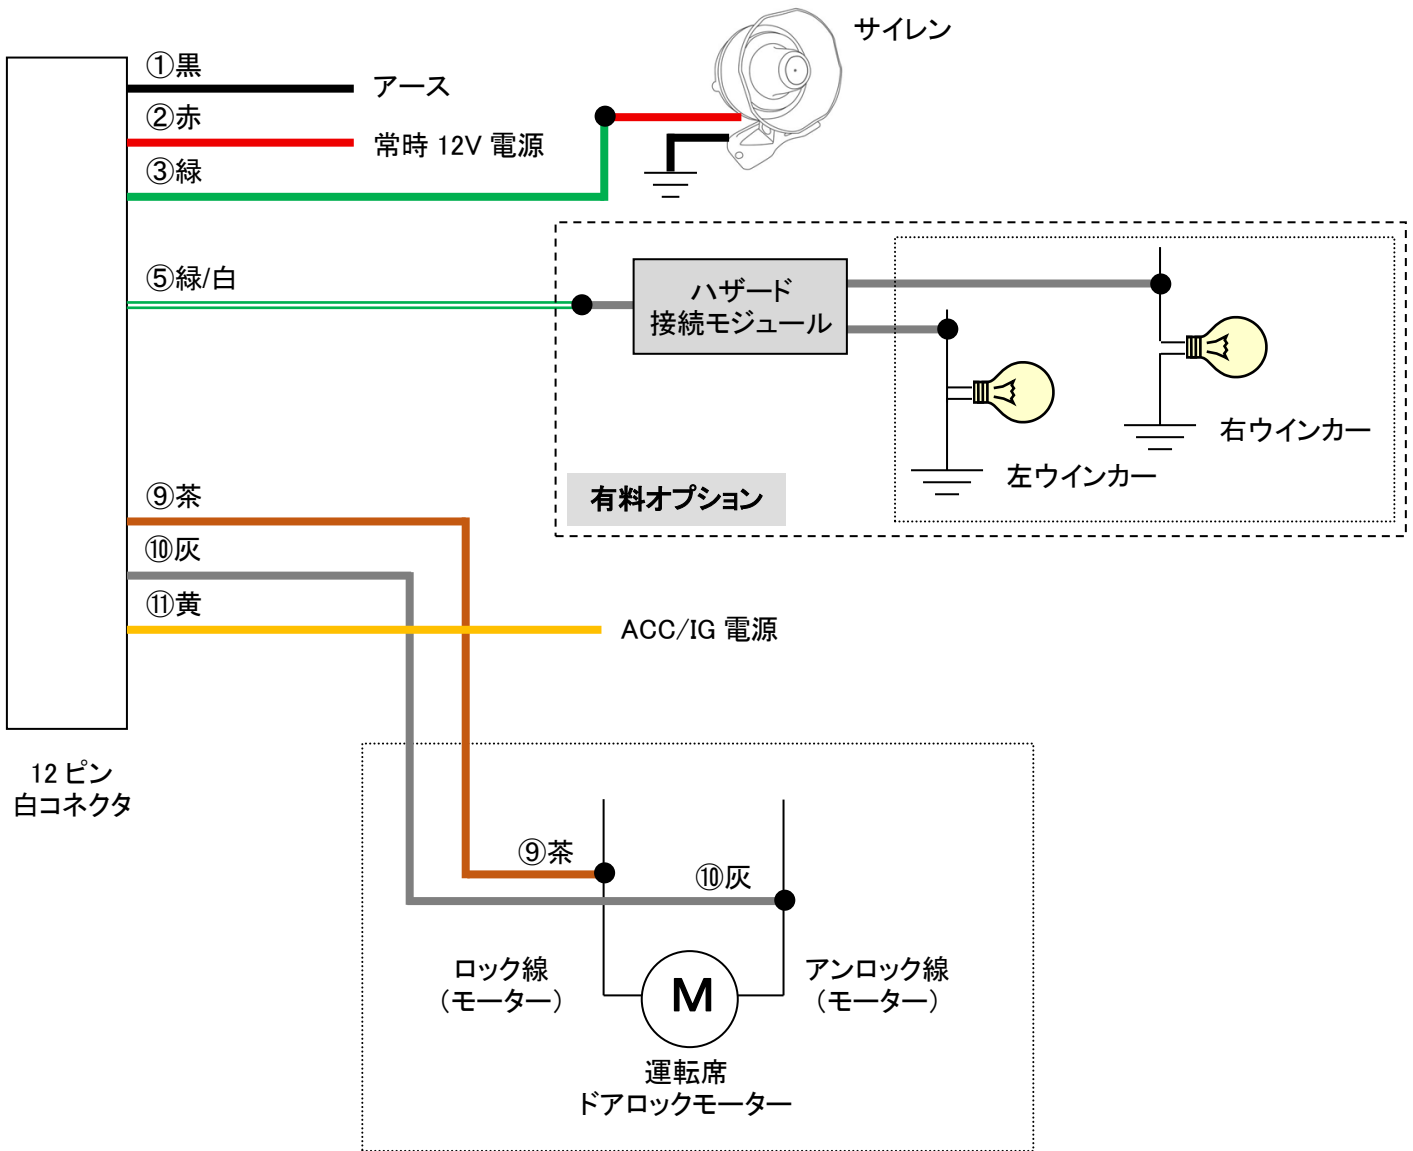 サイレン
①黒
アース
②赤
常時 12V 電源
③緑
⑤緑/白
ハザード
接続モジュール
右ウインカー
左ウインカー
有料オプション
⑨茶
⑩灰
⑪黄
ACC/IG 電源
12 ピン
白コネクタ
⑨茶
⑩灰
ロック線
（モーター）
M
アンロック線
（モーター）
運転席
ドアロックモーター